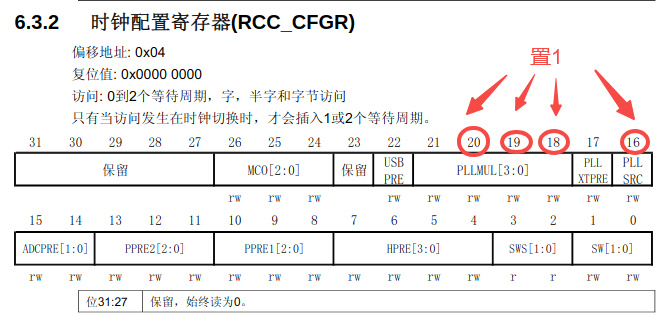 6.3.2 时钟配置寄存器(RCC_CFGR)
偏移地址: 0x04
复位值: 0x0000 0000
置1
访问: 0到2个等待周期，字，半字和字节访问
只有当访问发生在时钟切换时，才会插入1或2个等待周期。
31 30 29 28 27 26 25 24 23 22 21 20 19 18 17 16
保留 MCO[2:0] 保留 USB PRE PLLMUL[3:0] PLL XTPRE PLL SRC
rw rw rw rw rw rw rw rw rw rw
15 14 13 12 11 10 9 8 7 6 5 4 3 2 1 0
ADCPRE[1:0] PPRE2[2:0] PPRE1[2:0] HPRE[3:0] SWS[1:0] SW[1:0]
rw rw rw rw rw rw rw rw rw rw rw rw r r rw rw
位31:27 保留，始终读为0。